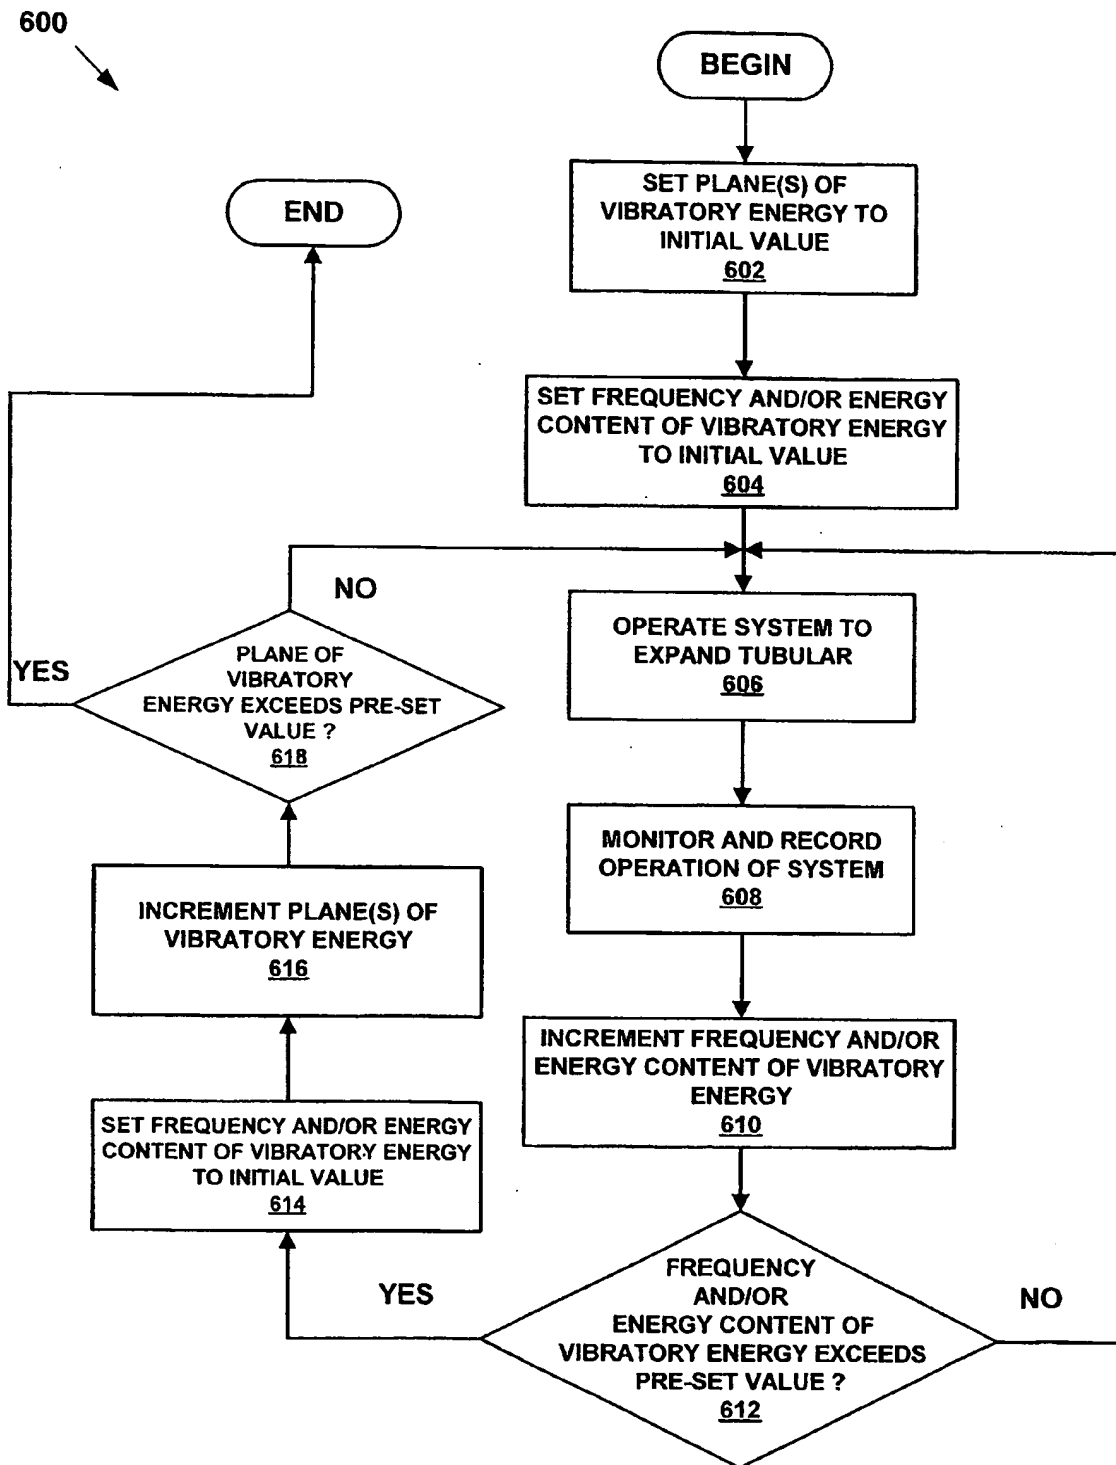 600
BEGIN
SET PLANE(S) OF
VIBRATORY ENERGY TO
INITIAL VALUE
602
END
SET FREQUENCY AND/OR ENERGY
CONTENT OF VIBRATORY ENERGY
TO INITIAL VALUE
604
NO
OPERATE SYSTEM TO
EXPAND TUBULAR
606
YES
PLANE OF
VIBRATORY
ENERGY EXCEEDS PRE-SET
VALUE ?
618
MONITOR AND RECORD
OPERATION OF SYSTEM
608
INCREMENT PLANE(S) OF
VIBRATORY ENERGY
616
INCREMENT FREQUENCY AND/OR
ENERGY CONTENT OF VIBRATORY
ENERGY
610
SET FREQUENCY AND/OR ENERGY
CONTENT OF VIBRATORY ENERGY
TO INITIAL VALUE
614
YES
FREQUENCY
AND/OR
ENERGY CONTENT OF
VIBRATORY ENERGY EXCEEDS
PRE-SET VALUE ?
612
NO